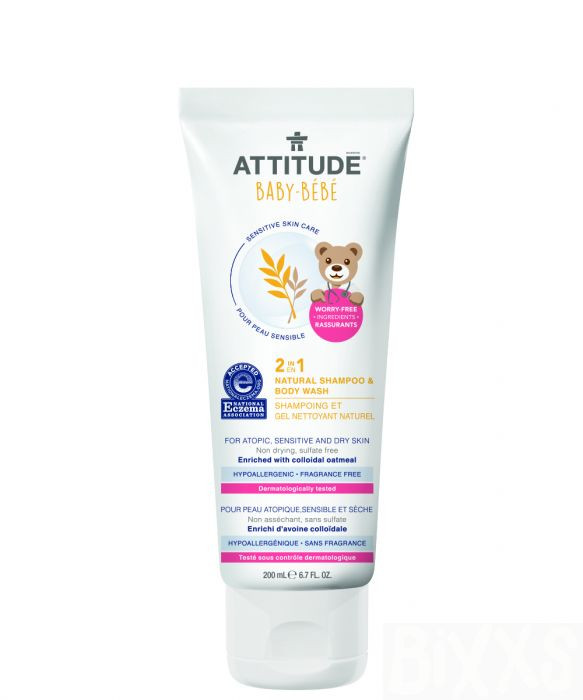 ATTITUDE®
BABY-BÉBÉ
SENSITIVE SKIN CARE
POUR PEAU SENSIBLE
WORRY-FREE
• INGREDIENTS •
RASSURANTS
2 IN EN 1
NATURAL SHAMPOO &
BODY WASH
SHAMPOING ET
GEL NETTOYANT NATUREL
ACCEPTED
NATIONAL
Eczema
ASSOCIATION
FOR ATOPIC, SENSITIVE AND DRY SKIN
Non drying, sulfate free
Enriched with colloidal oatmeal
HYPOALLERGENIC • FRAGRANCE FREE
Dermatologically tested
POUR PEAU ATOPIQUE, SENSIBLE ET SÈCHE
Non asséchant, sans sulfate
Enrichi d'avoine colloïdale
HYPOALLERGÉNIQUE • SANS FRAGRANCE
Testé sous contrôle dermatologique
200 mL ℮ 6.7 FL. OZ.
BiXXS